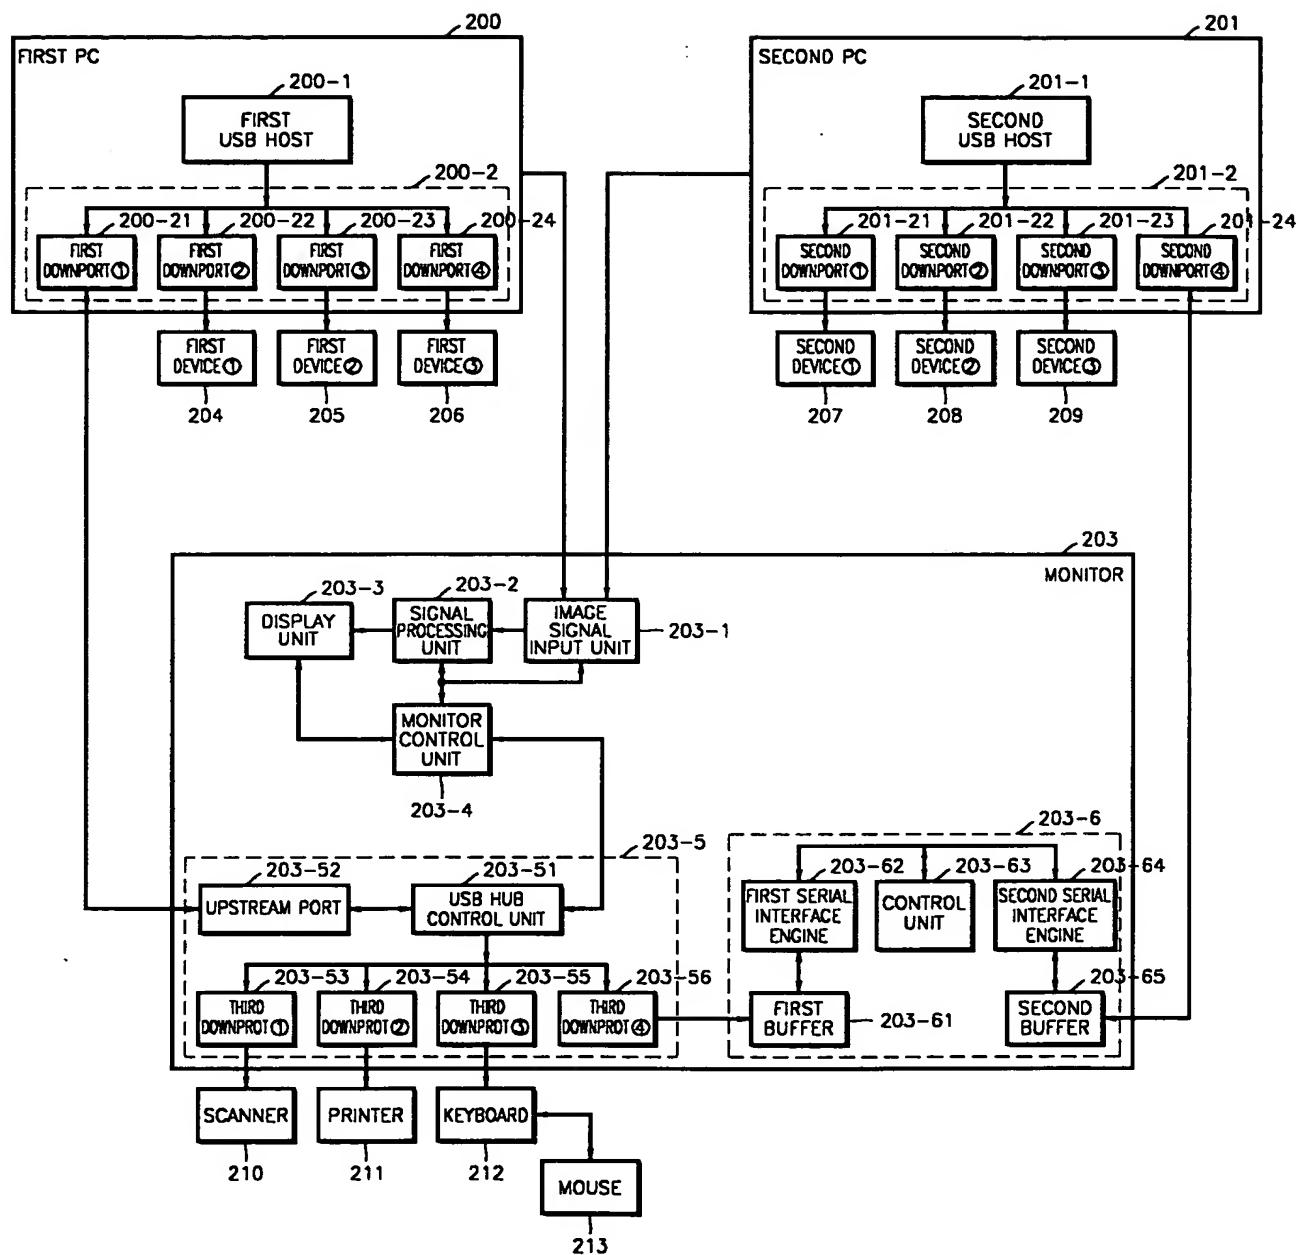 200
201
FIRST PC
SECOND PC
200-1
201-1
FIRST
USB HOST
SECOND
USB HOST
200-2
201-2
200-21
200-22
200-23
200-24
201-21
201-22
201-23
201-24
FIRST
DOWNPORT①
FIRST
DOWNPORT②
FIRST
DOWNPORT③
FIRST
DOWNPORT④
SECOND
DOWNPORT①
SECOND
DOWNPORT②
SECOND
DOWNPORT③
SECOND
DOWNPORT④
FIRST
DEVICE①
FIRST
DEVICE②
FIRST
DEVICE③
SECOND
DEVICE①
SECOND
DEVICE②
SECOND
DEVICE③
204
205
206
207
208
209
203
MONITOR
203-3
203-2
DISPLAY
UNIT
SIGNAL
PROCESSING
UNIT
IMAGE
SIGNAL
INPUT UNIT
203-1
MONITOR
CONTROL
UNIT
203-4
203-5
203-6
203-52
203-51
203-62
203-63
203-64
UPSTREAM PORT
USB HUB
CONTROL UNIT
FIRST SERIAL
INTERFACE
ENGINE
CONTROL
UNIT
SECOND SERIAL
INTERFACE
ENGINE
203-53
203-54
203-55
203-56
203-65
THIRD
DOWNPROT①
THIRD
DOWNPROT②
THIRD
DOWNPROT③
THIRD
DOWNPROT④
FIRST
BUFFER
203-61
SECOND
BUFFER
SCANNER
PRINTER
KEYBOARD
210
211
212
MOUSE
213